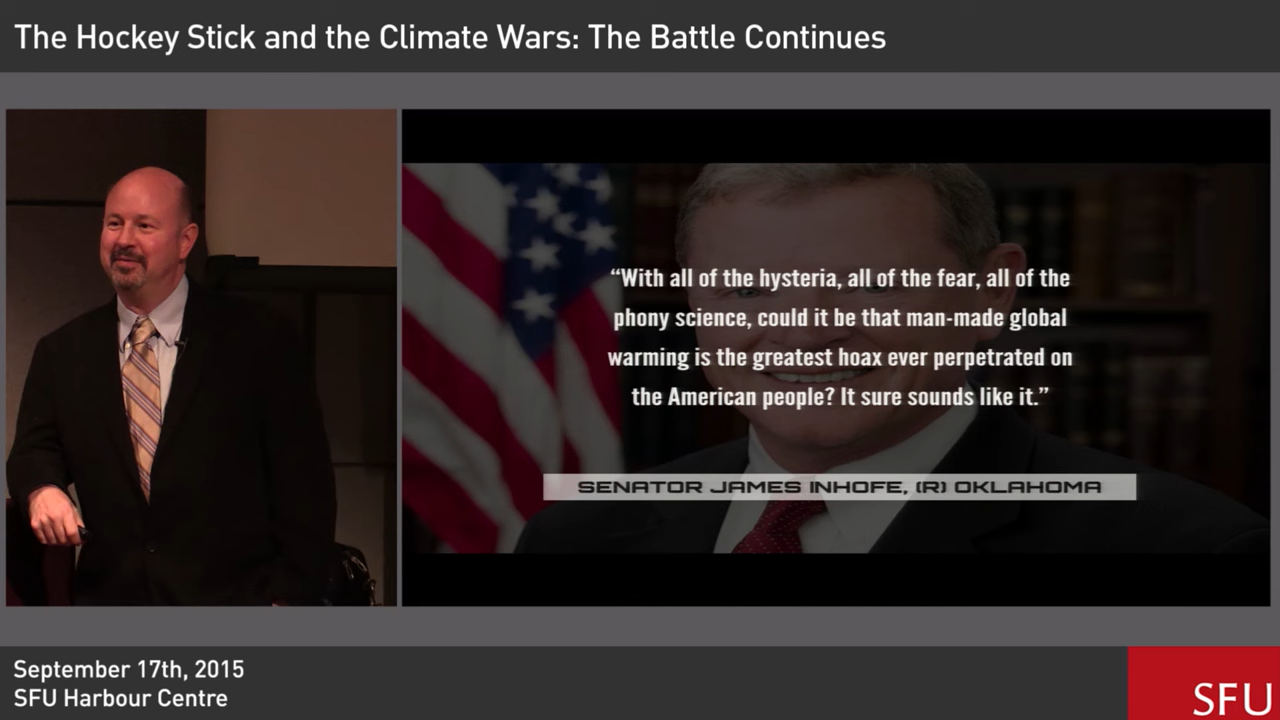 The Hockey Stick and the Climate Wars: The Battle Continues
“With all of the hysteria, all of the fear, all of the
phony science, could it be that man-made global
warming is the greatest hoax ever perpetrated on
the American people? It sure sounds like it.”
SENATOR JAMES INHOFE, (R) OKLAHOMA
September 17th, 2015
SFU Harbour Centre
SFU